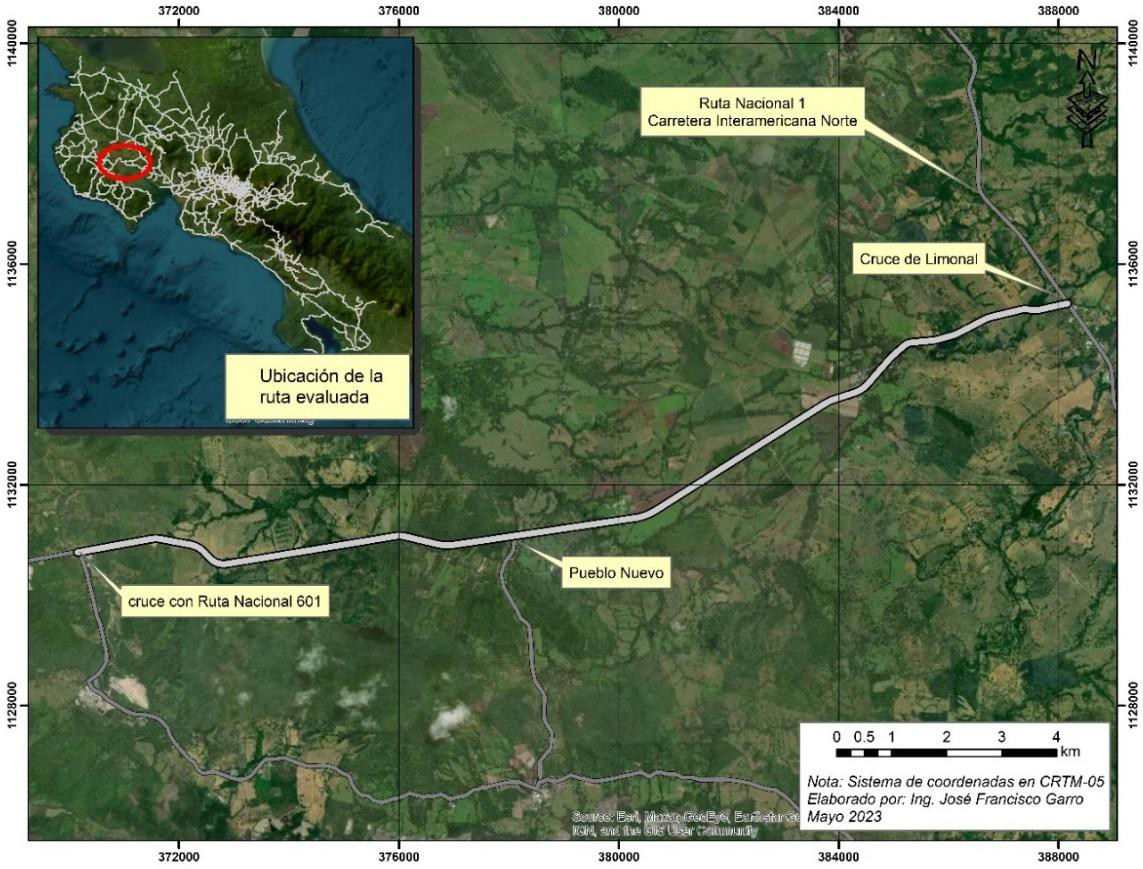 372000
376000
380000
384000
388000
1140000
1140000
N
Ruta Nacional 1
Carretera Interamericana Norte
1136000
1136000
Cruce de Limonal
Ubicación de la
ruta evaluada
1132000
1132000
Pueblo Nuevo
cruce con Ruta Nacional 601
1128000
1128000
0 0.5 1 2 3 4
km
Nota: Sistema de coordenadas en CRTM-05
Elaborado por: Ing. José Francisco Garro
Mayo 2023
Source: Esri, Maxar, GeoEye, Earthstar Ge
IGN, and the GIS User Community
372000
376000
380000
384000
388000